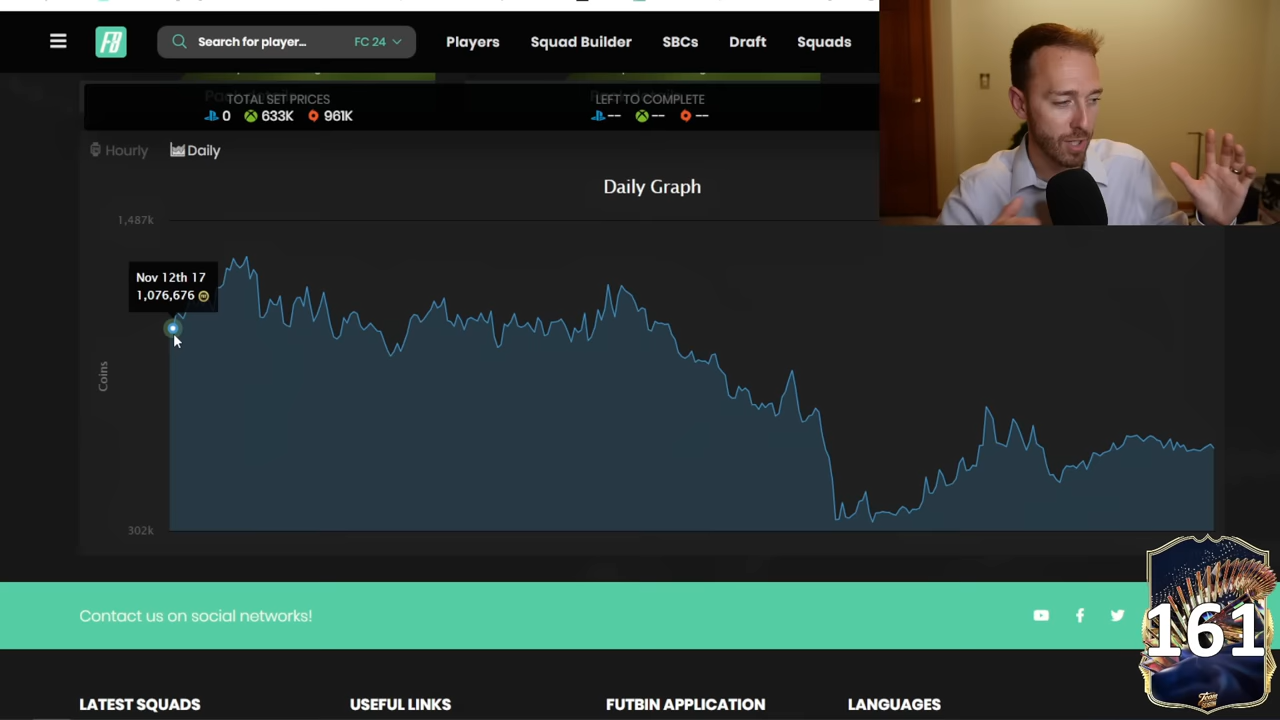 FB
Search for player...
FC 24
Players
Squad Builder
SBCs
Draft
Squads
TOTAL SET PRICES
0 633K 961K
LEFT TO COMPLETE
-- -- --
Hourly
Daily
Daily Graph
1,487k
Nov 12th 17
1,076,676
Coins
302k
Contact us on social networks!
161
LATEST SQUADS
USEFUL LINKS
FUTBIN APPLICATION
LANGUAGES